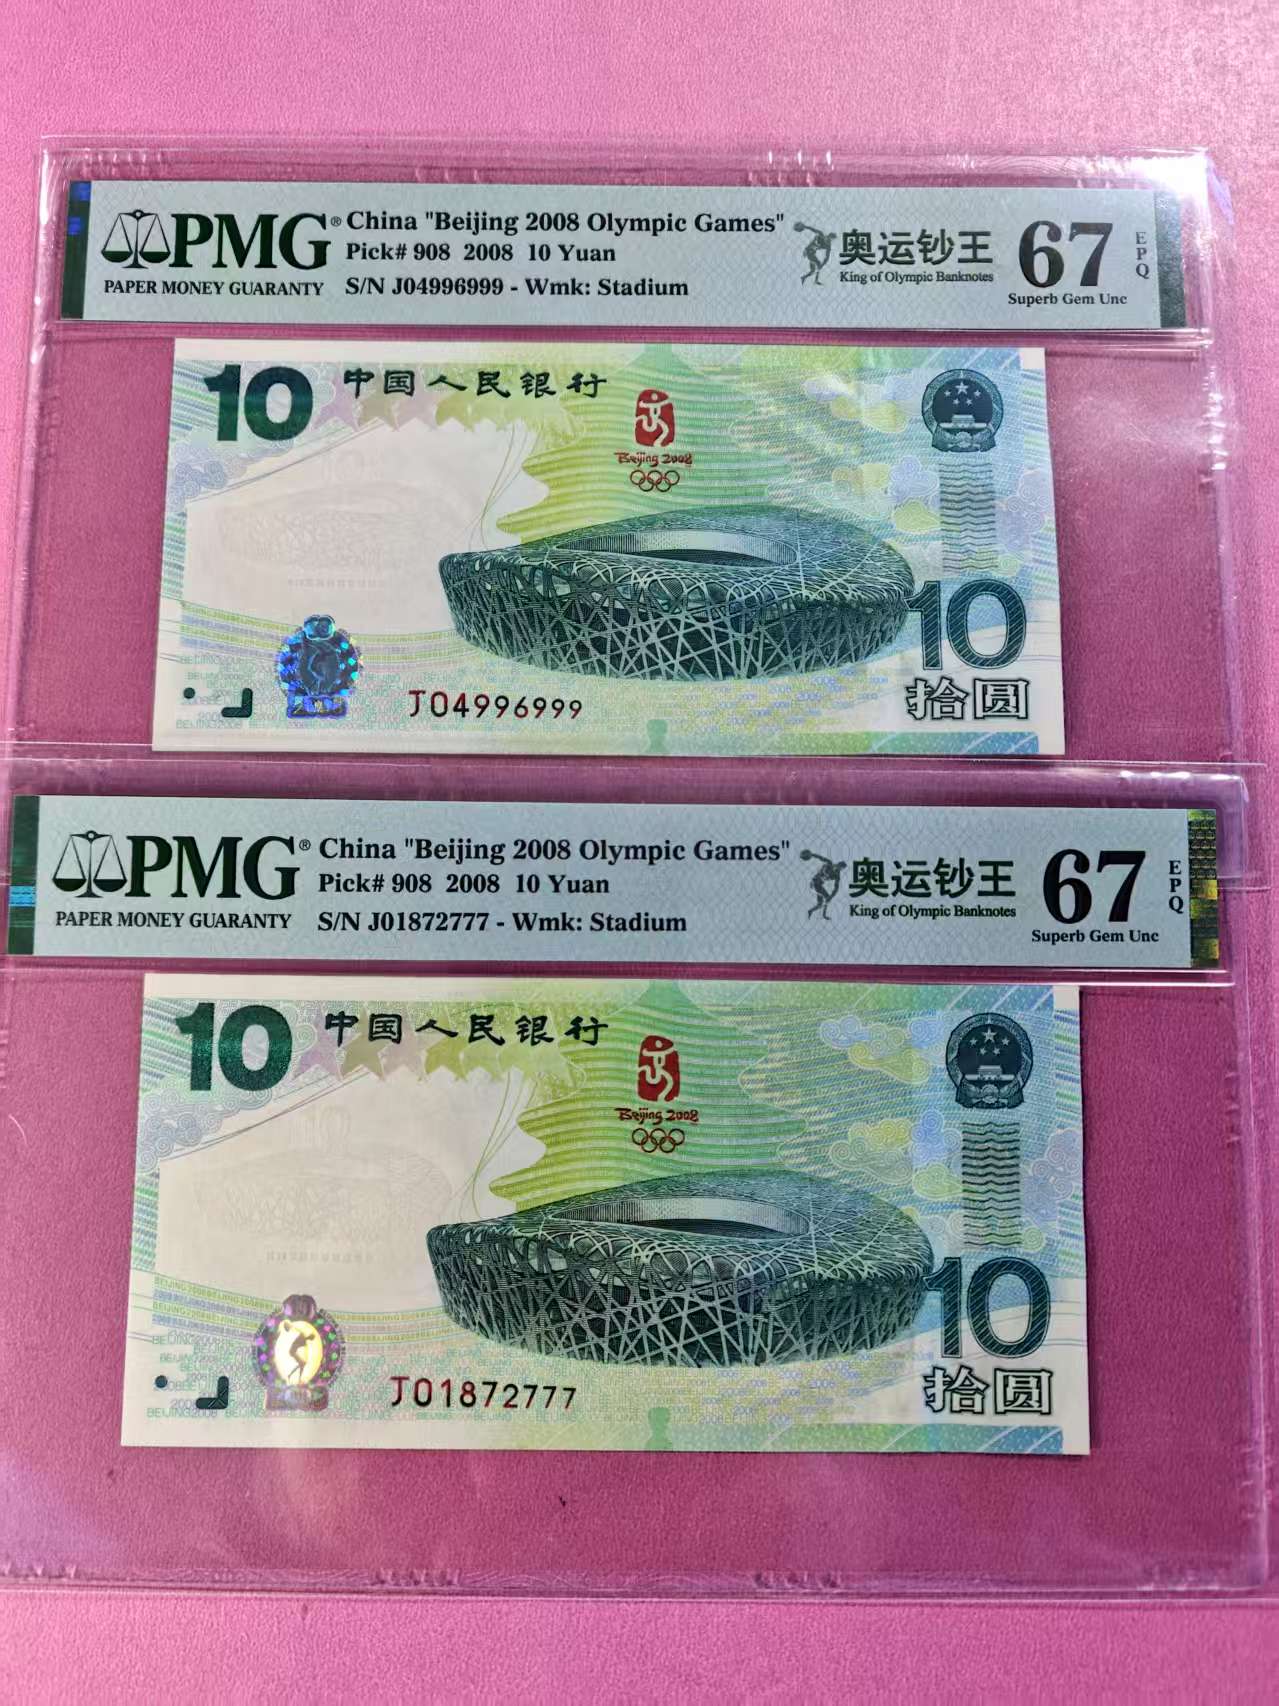 PMG® China "Beijing 2008 Olympic Games"
PAPER MONEY GUARANTY
Pick# 908 2008 10 Yuan
S/N J04996999 - Wmk: Stadium
奥运钞王
King of Olympic Banknotes
67
EPQ
Superb Gem Unc
10 中国人民银行
Beijing 2008
10
拾圆
J04996999
PMG® China "Beijing 2008 Olympic Games"
PAPER MONEY GUARANTY
Pick# 908 2008 10 Yuan
S/N J01872777 - Wmk: Stadium
奥运钞王
King of Olympic Banknotes
67
EPQ
Superb Gem Unc
10 中国人民银行
Beijing 2008
10
拾圆
J01872777